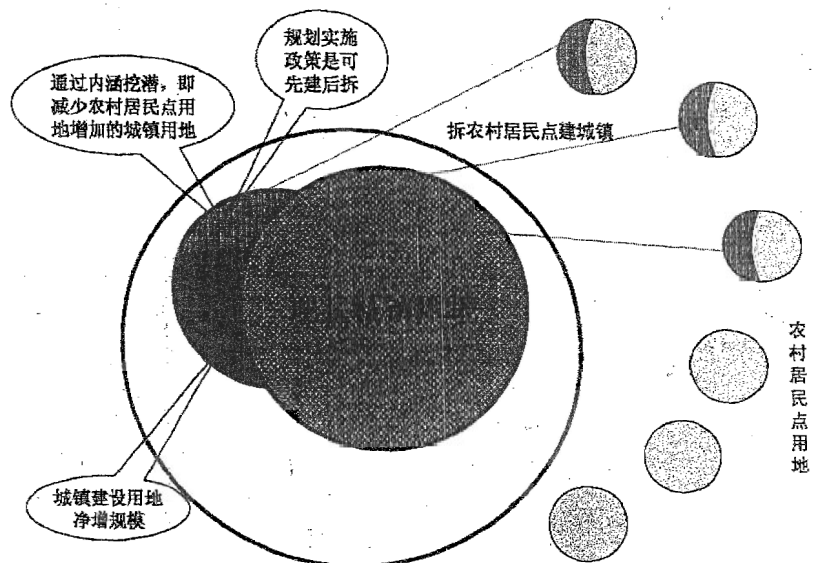 规划实施
政策是可
先建后拆
通过内涵挖潜，即
减少农村居民点用
地增加的城镇用地
拆农村居民点建城镇
农村居民点用地
城镇建设用地
净增规模